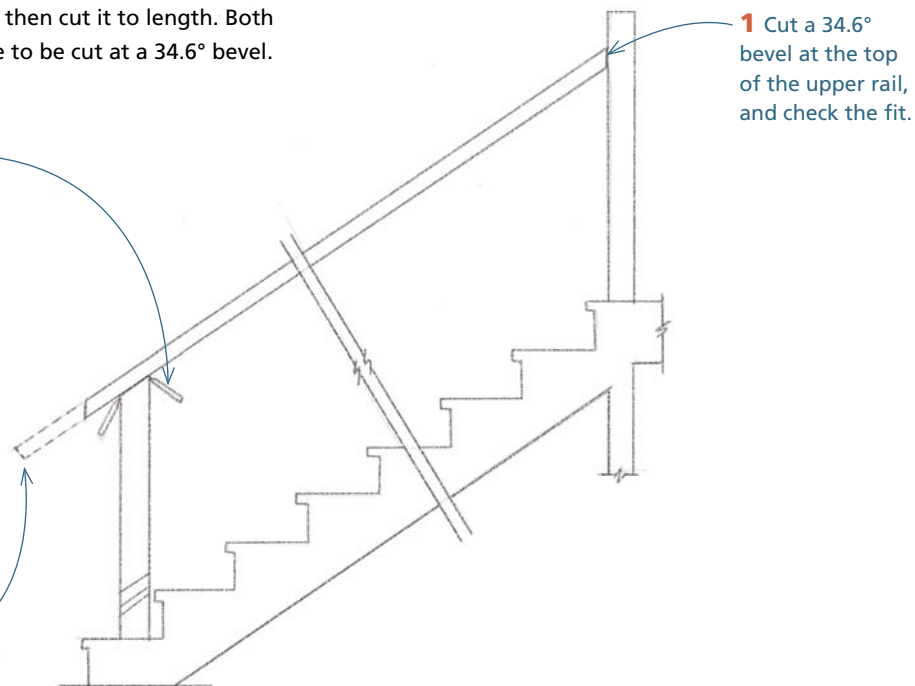 then cut it to length. Both
e to be cut at a 34.6° bevel.
1 Cut a 34.6°
bevel at the top
of the upper rail,
and check the fit.